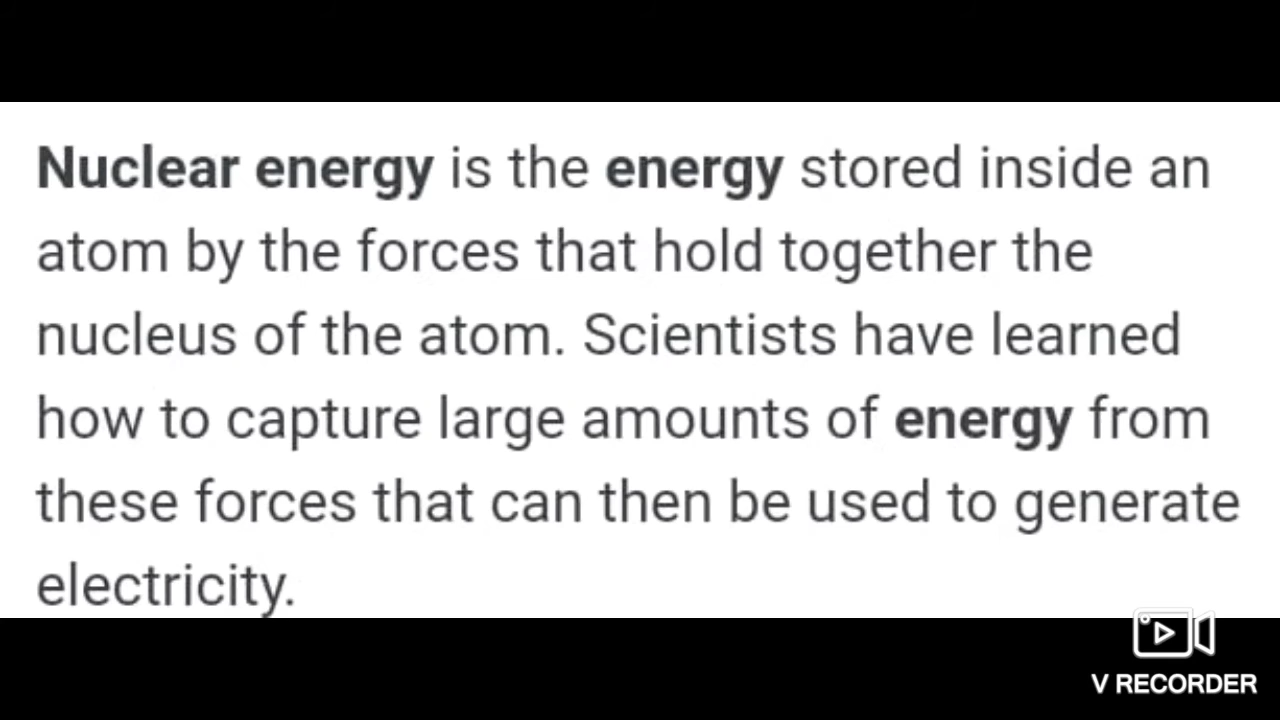 Nuclear energy is the energy stored inside an
atom by the forces that hold together the
nucleus of the atom. Scientists have learned
how to capture large amounts of energy from
these forces that can then be used to generate
electricity.
V RECORDER